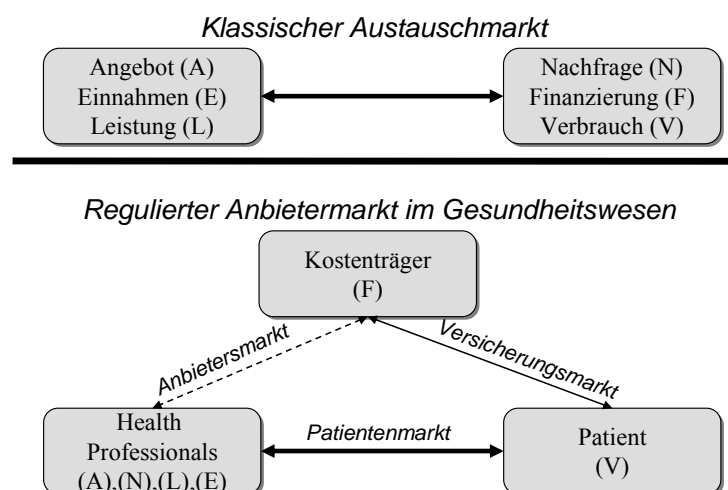 Klassischer Austauschmarkt
Angebot (A)
Einnahmen (E)
Leistung (L)
Nachfrage (N)
Finanzierung (F)
Verbrauch (V)
Regulierter Anbietermarkt im Gesundheitswesen
Kostenträger
(F)
Anbietersmarkt
Versicherungsmarkt
Health
Professionals
(A),(N),(L),(E)
Patientenmarkt
Patient
(V)